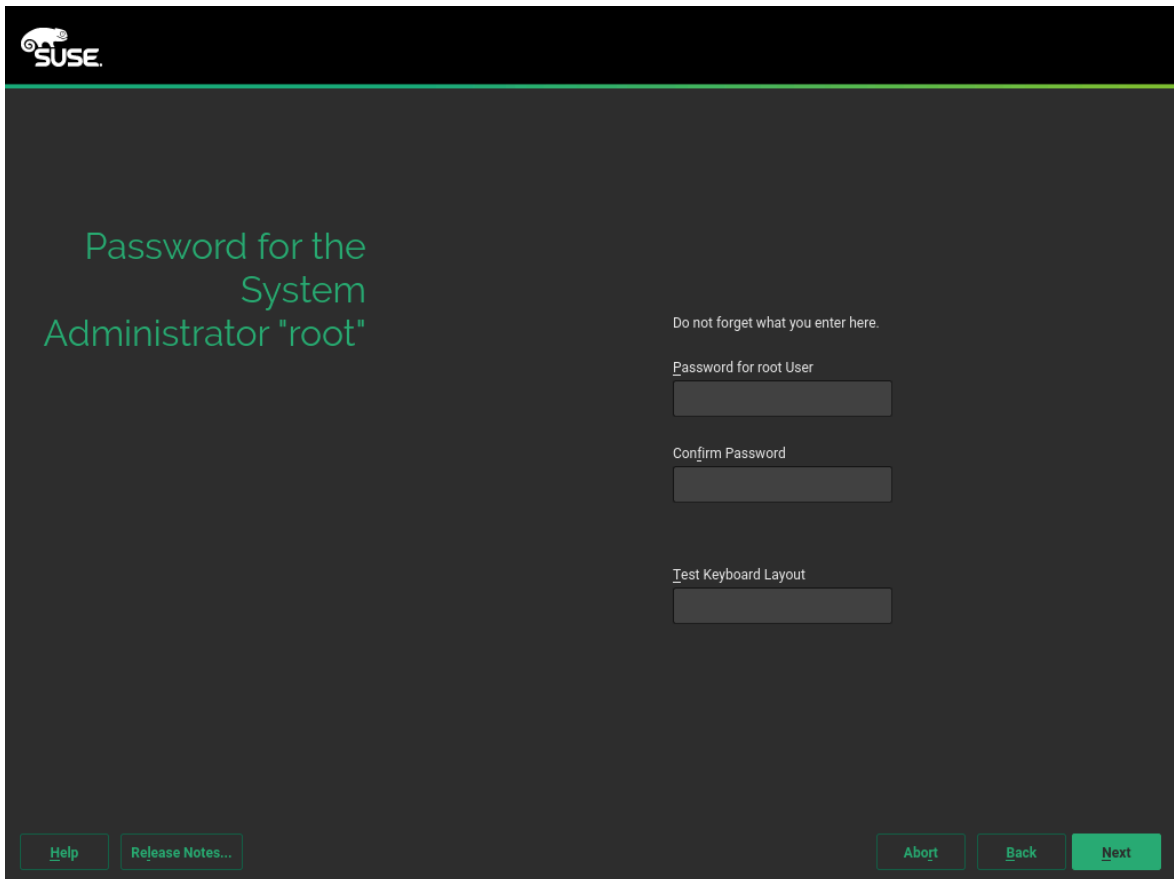 SUSE.
Password for the
System
Administrator "root"
Do not forget what you enter here.
Password for root User
Confirm Password
Test Keyboard Layout
Help
Release Notes...
Abort
Back
Next